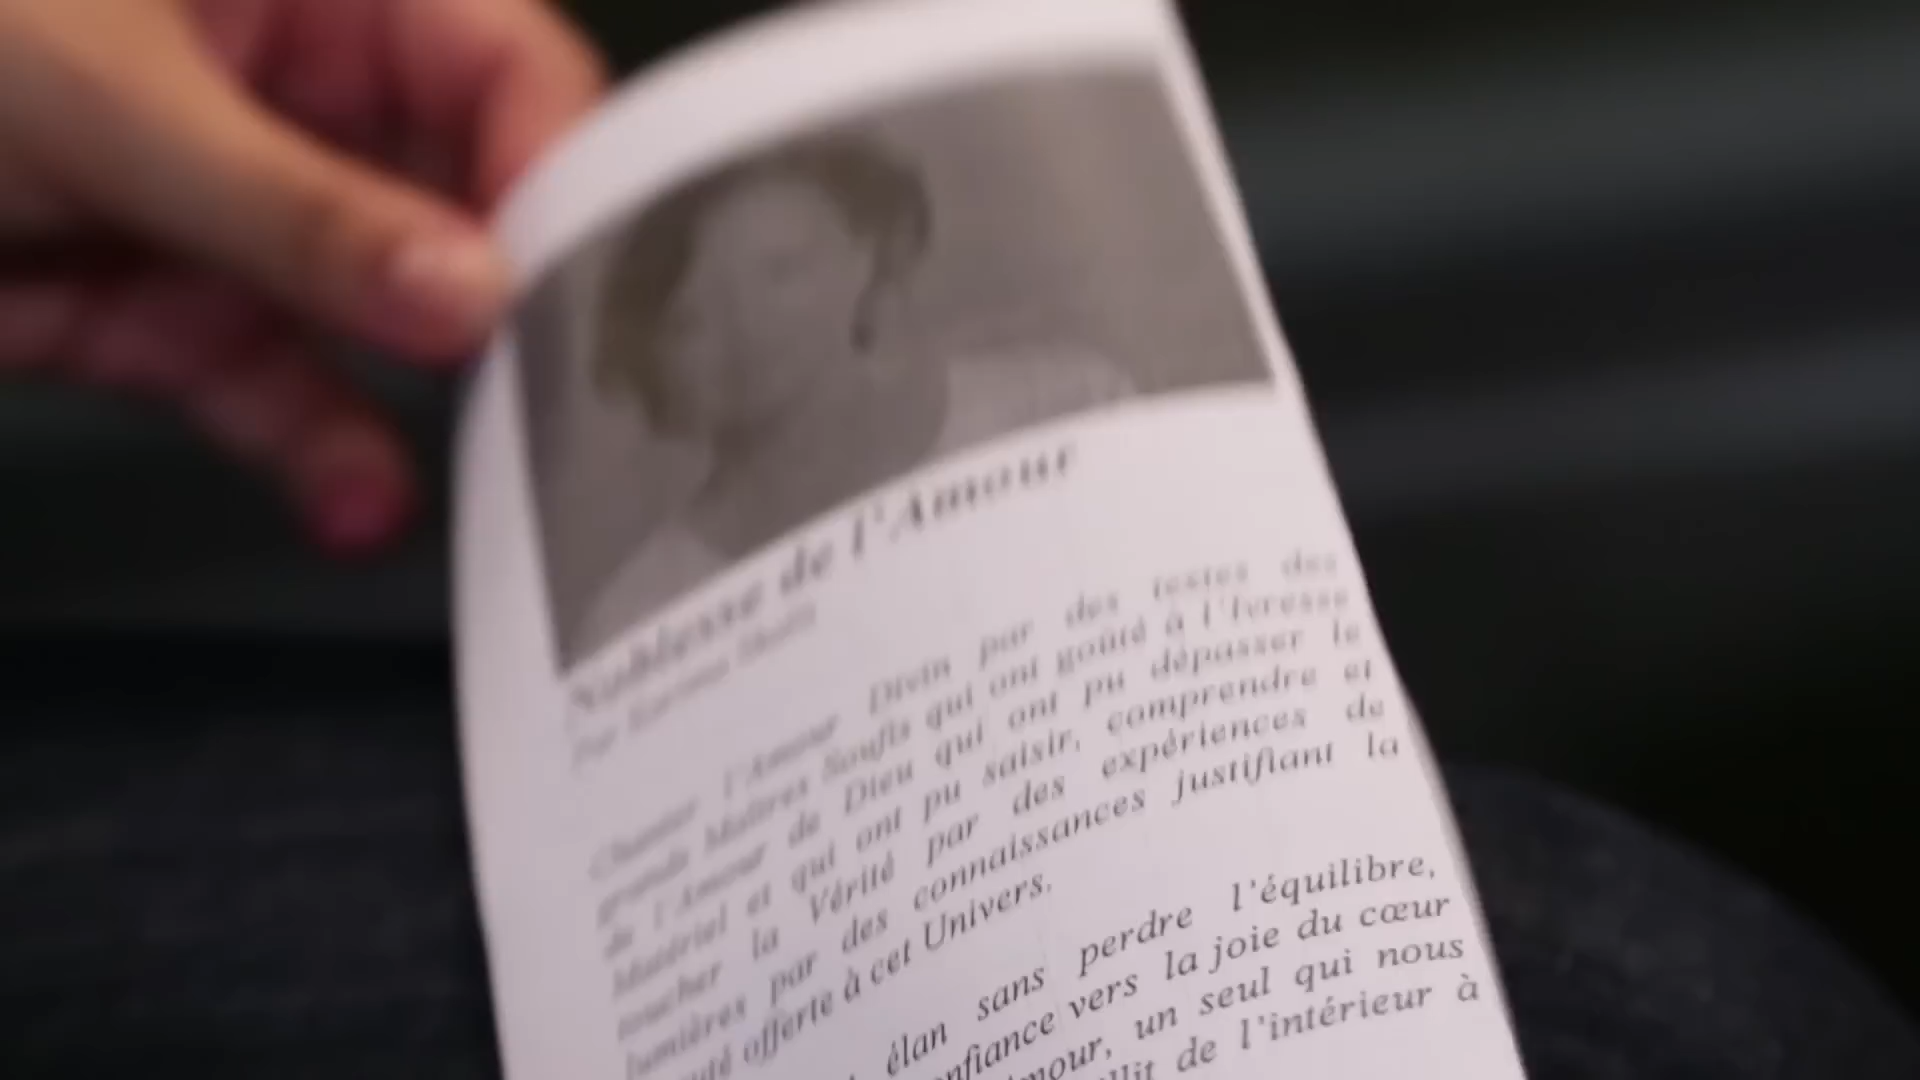 Noblesse de l'Amour
Par
Chanter l'Amour Divin par des textes des
grands Maîtres Soufis qui ont goûté à l'Ivresse
de l'Amour de Dieu qui ont pu dépasser le
Matériel et qui ont pu saisir, comprendre et
toucher la Vérité par des expériences de
lumières par des connaissances justifiant la
offerte à cet Univers.
élan sans perdre l'équilibre,
vers la joie du cœur
un seul qui nous
de l'intérieur à